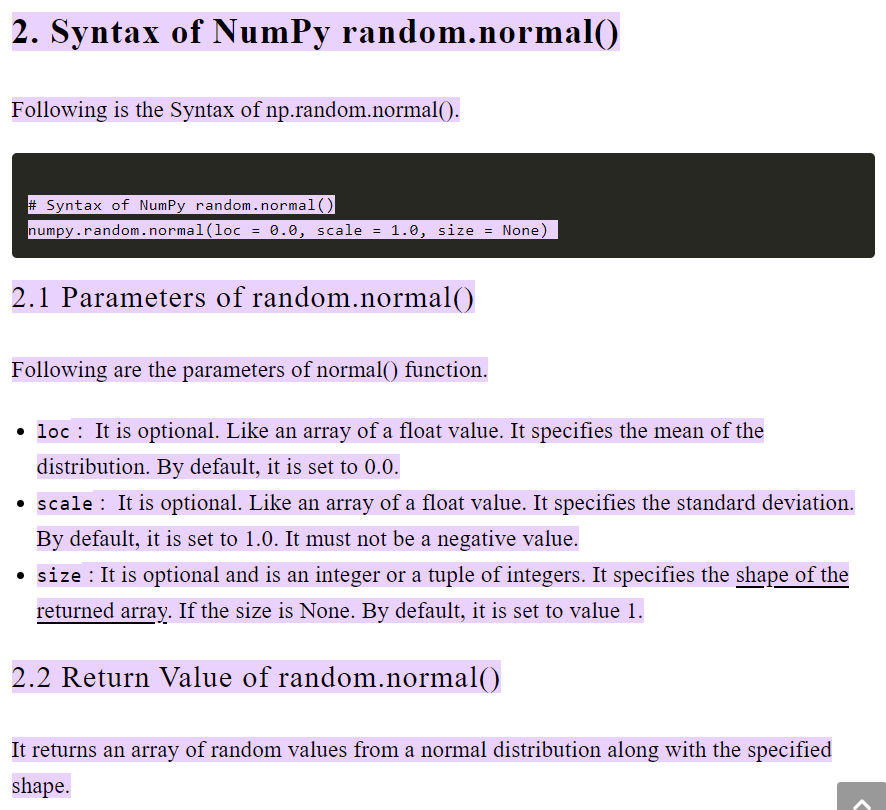 2. Syntax of NumPy random.normal()
Following is the Syntax of np.random.normal().
# Syntax of NumPy random.normal()
numpy.random.normal(loc = 0.0, scale = 1.0, size = None)
2.1 Parameters of random.normal()
Following are the parameters of normal() function.
loc : It is optional. Like an array of a float value. It specifies the mean of the
distribution. By default, it is set to 0.0.
scale : It is optional. Like an array of a float value. It specifies the standard deviation.
By default, it is set to 1.0. It must not be a negative value.
size : It is optional and is an integer or a tuple of integers. It specifies the shape of the
returned array. If the size is None. By default, it is set to value 1.
2.2 Return Value of random.normal()
It returns an array of random values from a normal distribution along with the specified
shape.